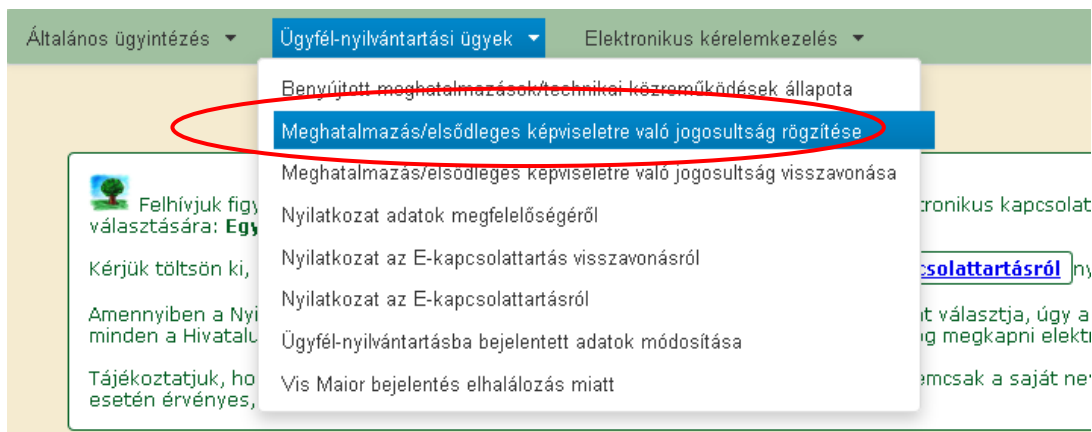 Általános ügyintézés Ügyfél-nyilvántartási ügyek Elektronikus kérelemkezelés
Benyújtott meghatalmazások/technikai közreműködések állapota
Meghatalmazás/elsődleges képviseletre való jogosultság rögzítése
Meghatalmazás/elsődleges képviseletre való jogosultság visszavonása
Nyilatkozat adatok megfelelőségéről
Nyilatkozat az E-kapcsolattartás visszavonásról
Nyilatkozat az E-kapcsolattartásról
Ügyfél-nyilvántartásba bejelentett adatok módosítása
Vis Maior bejelentés elhalálozás miatt
Felhívjuk figy tronikus kapcsolat
választására: Egy
Kérjük töltsön ki, csolattartásról ny
Amennyiben a Nyi t választja, úgy a
minden a Hivatalu g megkapni elekt
Tájékoztatjuk, ho emcsak a saját ne
esetén érvényes,